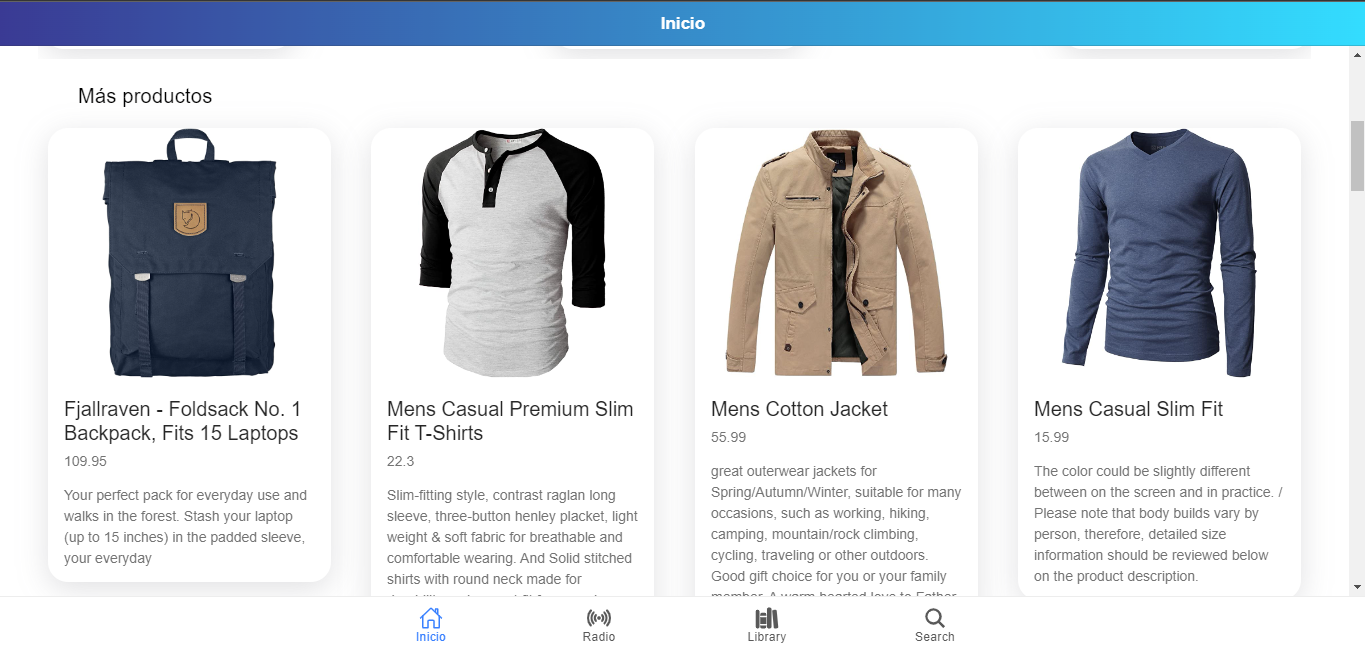 Inicio
Más productos
Fjallraven - Foldsack No. 1
Backpack, Fits 15 Laptops
109.95
Your perfect pack for everyday use and
walks in the forest. Stash your laptop
(up to 15 inches) in the padded sleeve,
your everyday
Mens Casual Premium Slim
Fit T-Shirts
22.3
Slim-fitting style, contrast raglan long
sleeve, three-button henley placket, light
weight & soft fabric for breathable and
comfortable wearing. And Solid stitched
shirts with round neck made for
Mens Cotton Jacket
55.99
great outerwear jackets for
Spring/Autumn/Winter, suitable for many
occasions, such as working, hiking,
camping, mountain/rock climbing,
cycling, traveling or other outdoors.
Good gift choice for you or your family
member. A warm hearted love to Father,
Mens Casual Slim Fit
15.99
The color could be slightly different
between on the screen and in practice. /
Please note that body builds vary by
person, therefore, detailed size
information should be reviewed below
on the product description.
Inicio
Radio
Library
Search